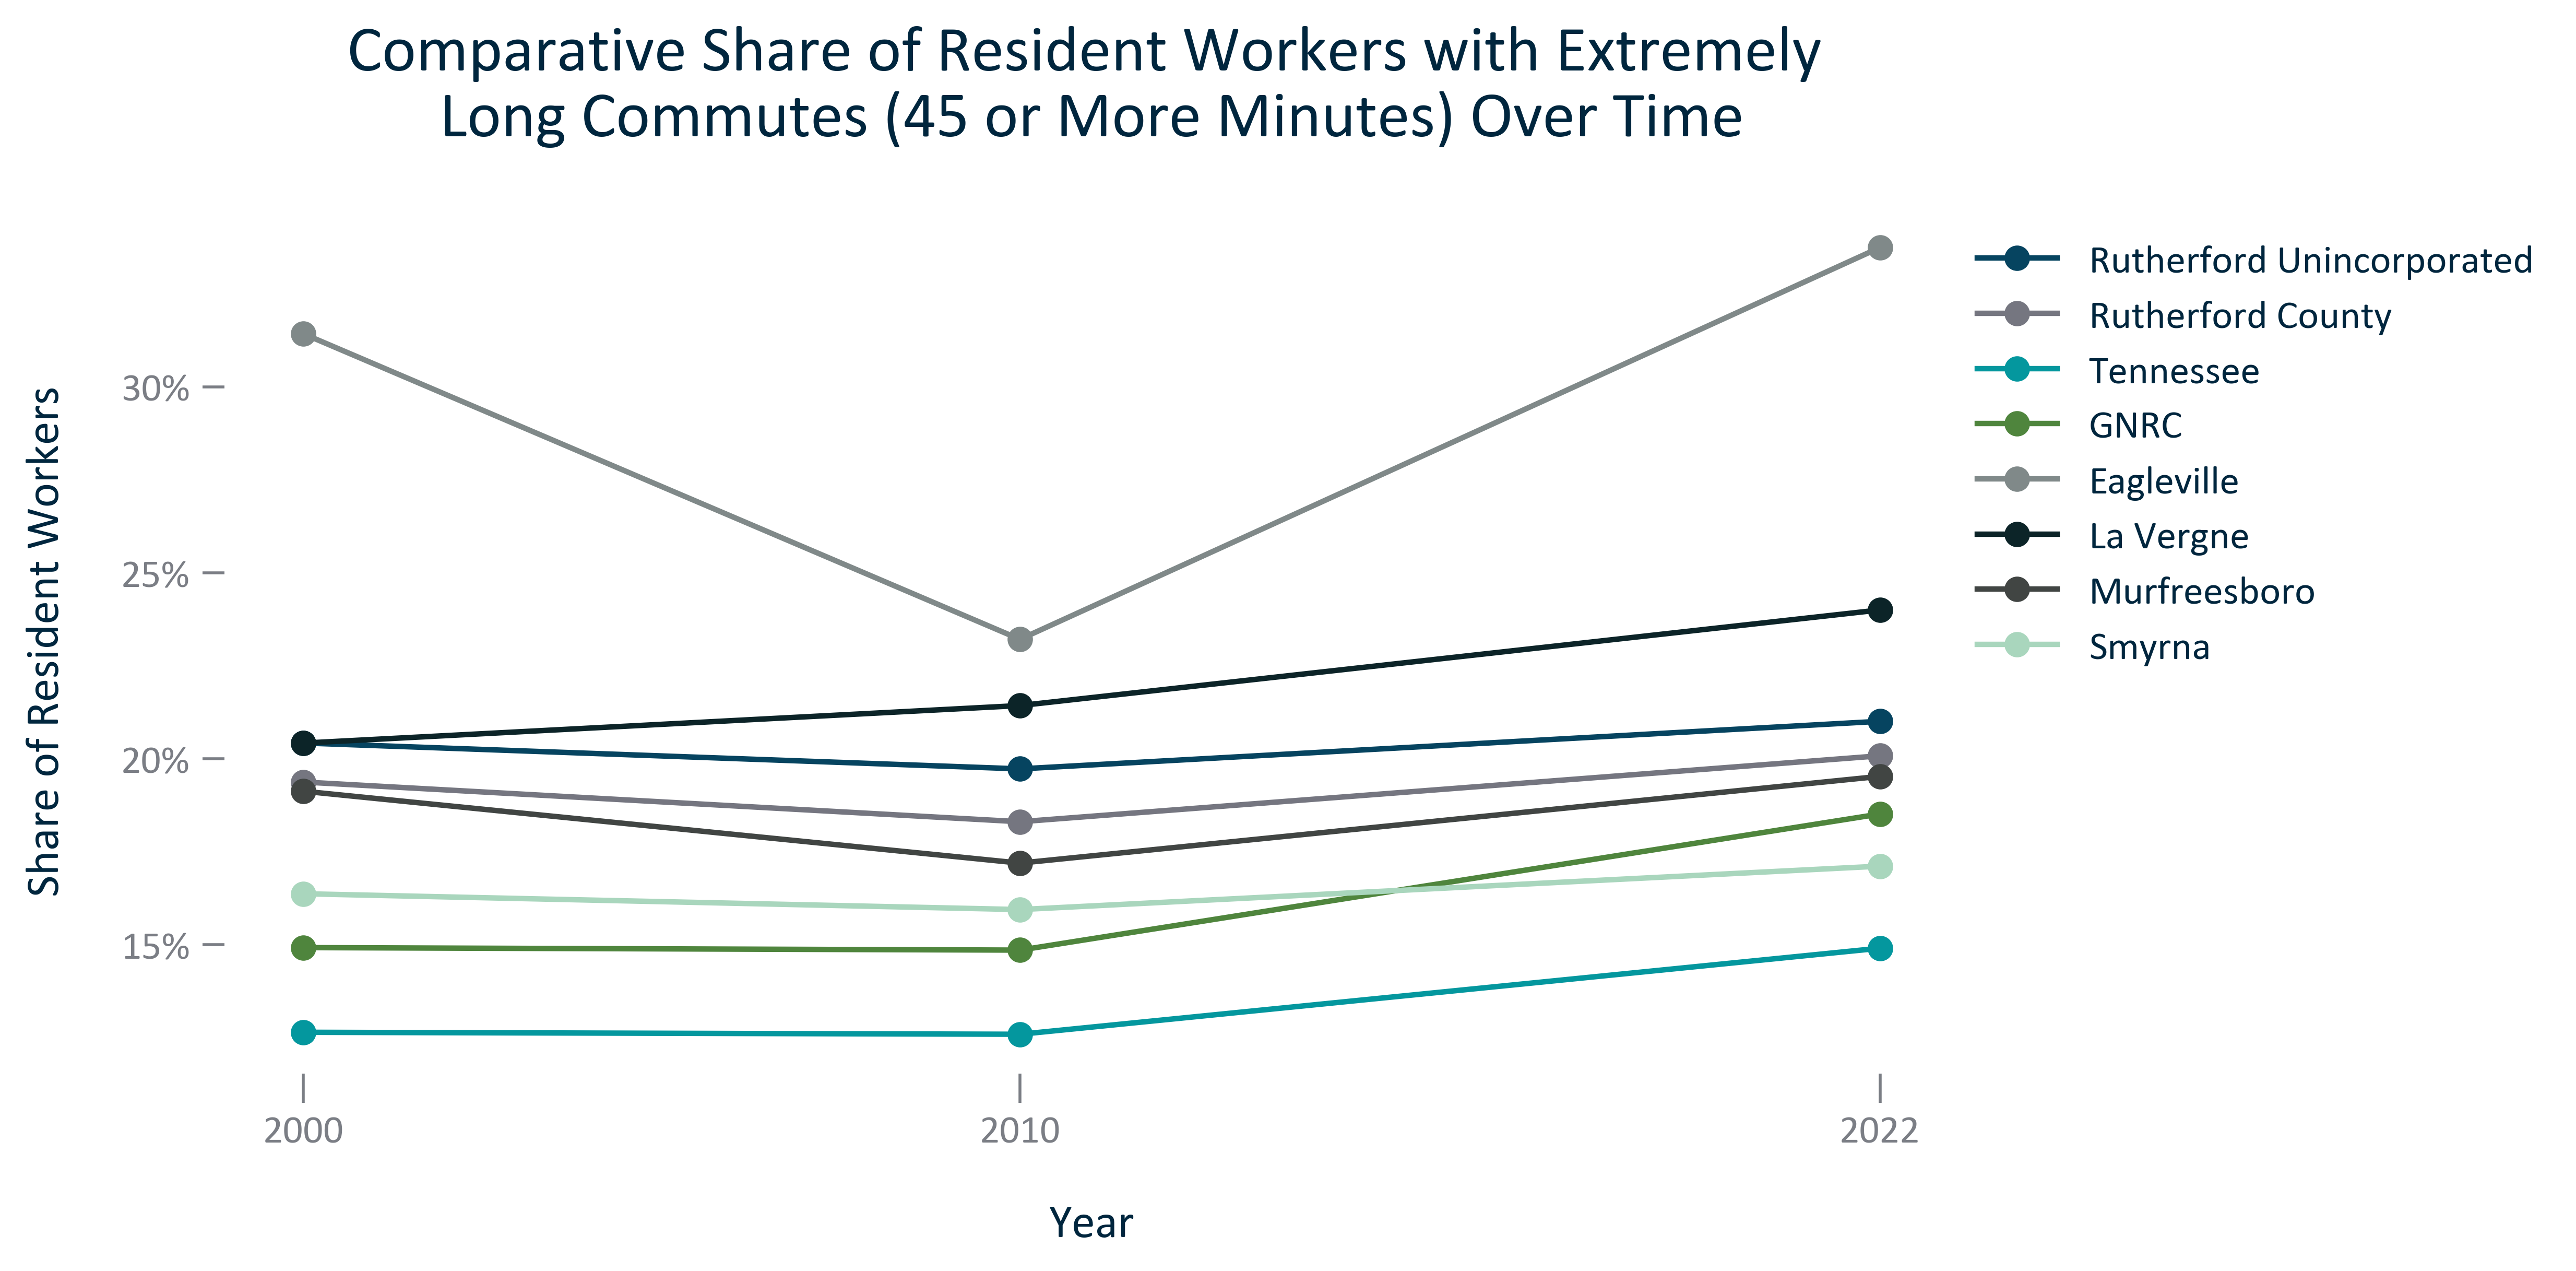 Comparative Share of Resident Workers with Extremely
Long Commutes (45 or More Minutes) Over Time
Share of Resident Workers
30%
25%
20%
15%
2000
2010
2022
Year
Rutherford Unincorporated
Rutherford County
Tennessee
GNRC
Eagleville
La Vergne
Murfreesboro
Smyrna